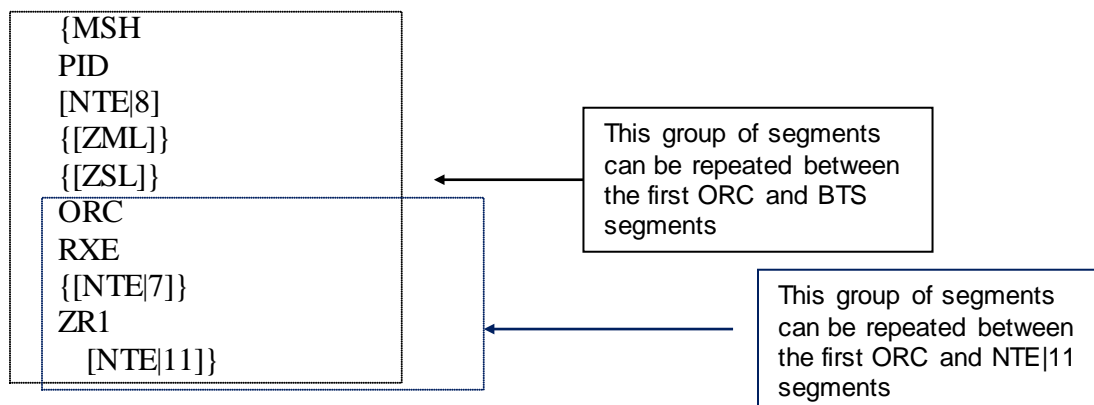 {MSH
PID
[NTE|8]
{[ZML]}
{[ZSL]}
ORC
RXE
{[NTE|7]}
ZR1
[NTE|11]}
This group of segments
can be repeated between
the first ORC and BTS
segments
This group of segments
can be repeated between
the first ORC and NTE|11
segments